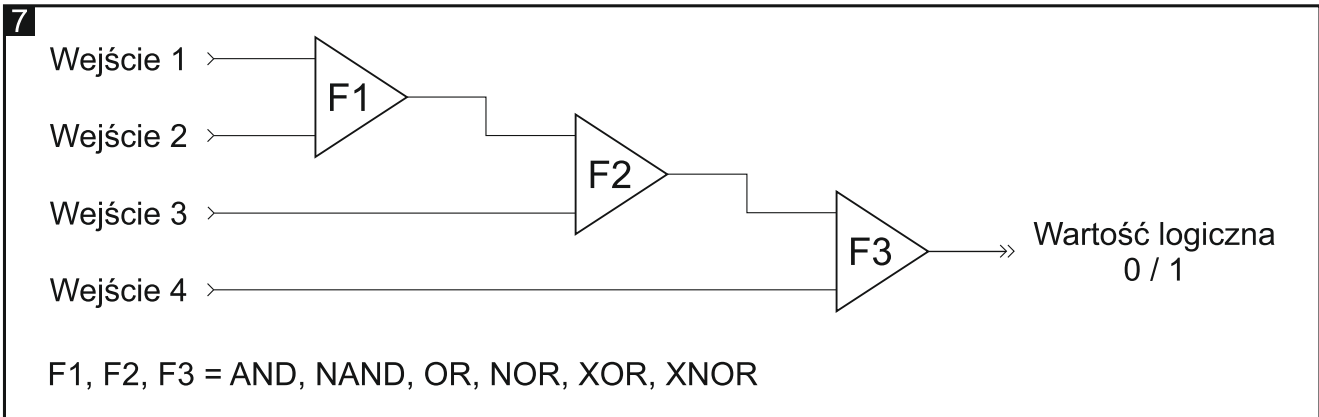 7
Wejście 1
F1
Wejście 2
F2
Wejście 3
F3
Wartość logiczna
0 / 1
Wejście 4
F1, F2, F3 = AND, NAND, OR, NOR, XOR, XNOR